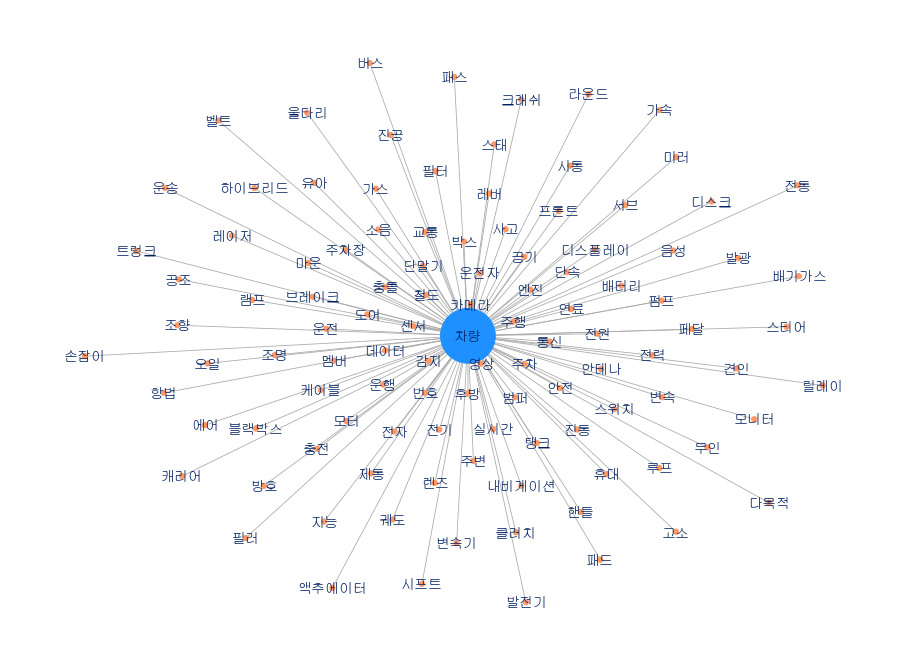 버스
패스
크래쉬
라운드
가속
울타리
벨트
진공
스태
미러
시동
필터
유아
하이브리드
운송
가스
레버
전통
디스크
서브
프론트
레이저
소음
교통
사고
박스
트렁크
주차장
디스플레이
음성
공기
발광
마운
단말기
운전자
단속
배기가스
공조
충돌
엔진
배터리
철도
램프
브레이크
펌프
카메라
연료
도어
주행
조향
운전
센서
스티어
페달
전원
차량
통신
손잡이
조명
데이터
전력
오일
멤버
감지
영상
주차
안테나
견인
운행
릴레이
항법
케이블
번호
후방
안전
범퍼
변속
스위치
모니터
에어
블랙박스
모터
전자
전기
실시간
진동
탱크
충전
무인
주변
루프
캐리어
제동
휴대
방호
렌즈
내비게이션
다목적
핸들
지능
궤도
클러치
고소
필러
변속기
패드
액추에이터
시프트
발전기